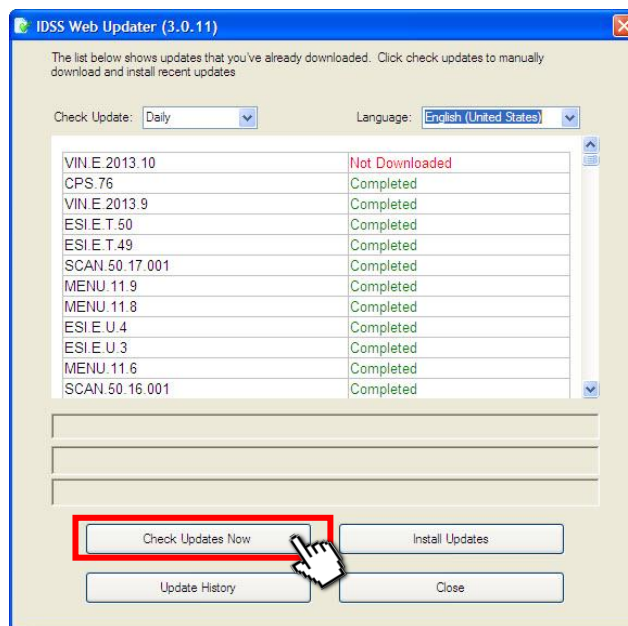 IDSS Web Updater (3.0.11)
The list below shows updates that you've already downloaded. Click check updates to manually
download and install recent updates
Check Update: Daily Language: English (United States)
VIN.E.2013.10 Not Downloaded
CPS.76 Completed
VIN.E.2013.9 Completed
ESI.E.T.50 Completed
ESI.E.T.49 Completed
SCAN.50.17.001 Completed
MENU.11.9 Completed
MENU.11.8 Completed
ESI.E.U.4 Completed
ESI.E.U.3 Completed
MENU.11.6 Completed
SCAN.50.16.001 Completed
Check Updates Now Install Updates
Update History Close